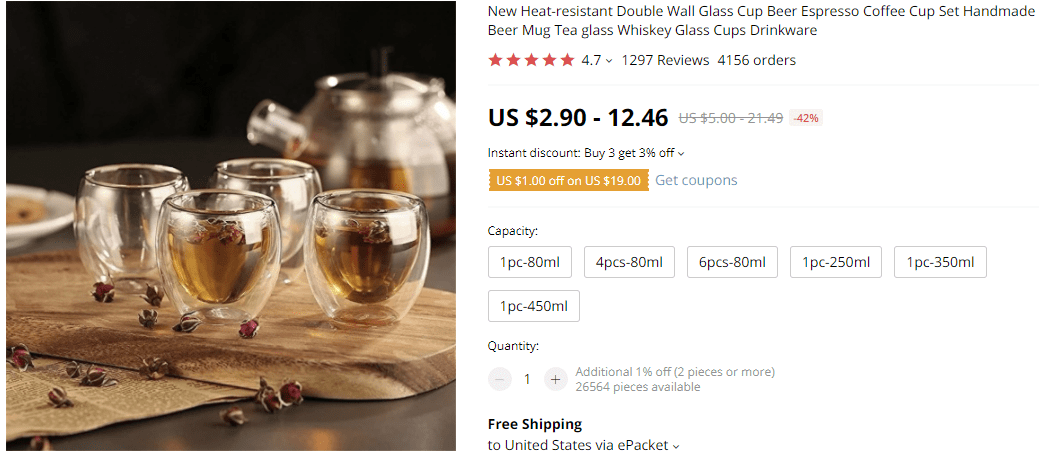 New Heat-resistant Double Wall Glass Cup Beer Espresso Coffee Cup Set Handmade
Beer Mug Tea glass Whiskey Glass Cups Drinkware
4.7 1297 Reviews 4156 orders
US $2.90 - 12.46 US $5.00 - 21.49 -42%
Instant discount: Buy 3 get 3% off
US $1.00 off on US $19.00 Get coupons
Capacity:
1pc-80ml 4pcs-80ml 6pcs-80ml 1pc-250ml 1pc-350ml
1pc-450ml
Quantity:
− 1 + Additional 1% off (2 pieces or more)
26564 pieces available
Free Shipping
to United States via ePacket